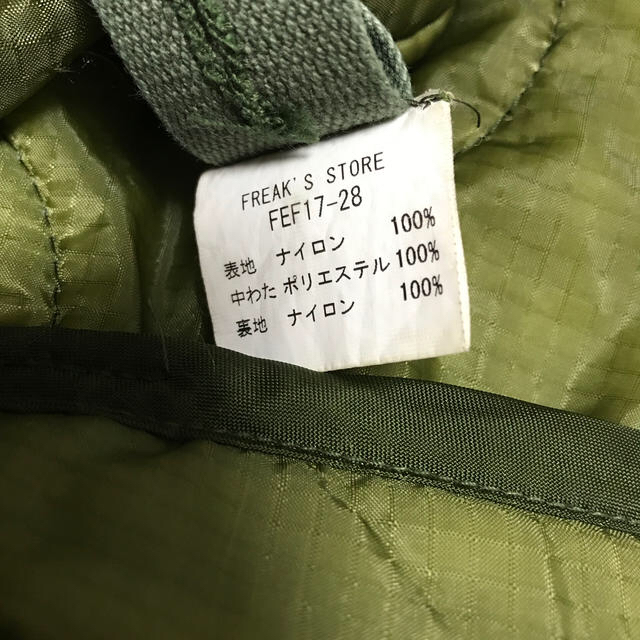 FREAK'S STORE
FEF17-28
表地 ナイロン 100%
中わた ポリエステル 100%
裏地 ナイロン 100%